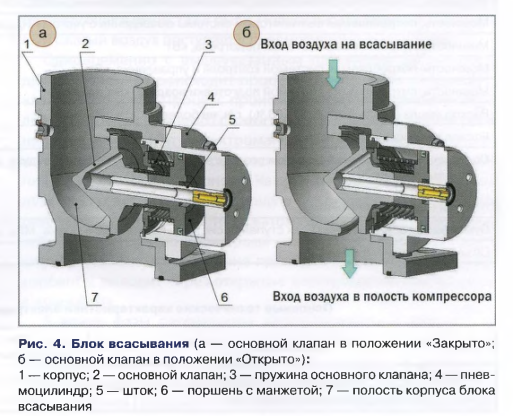 а
б
1
2
3
Вход воздуха на всасывание
4
5
7
6
Вход воздуха в полость компрессора
Рис. 4. Блок всасывания (а — основной клапан в положении «Закрыто»;
б — основной клапан в положении «Открыто»):
1 — корпус; 2 — основной клапан; 3 — пружина основного клапана; 4 — пнев-
моцилиндр; 5 — шток; 6 — поршень с манжетой; 7 — полость корпуса блока
всасывания